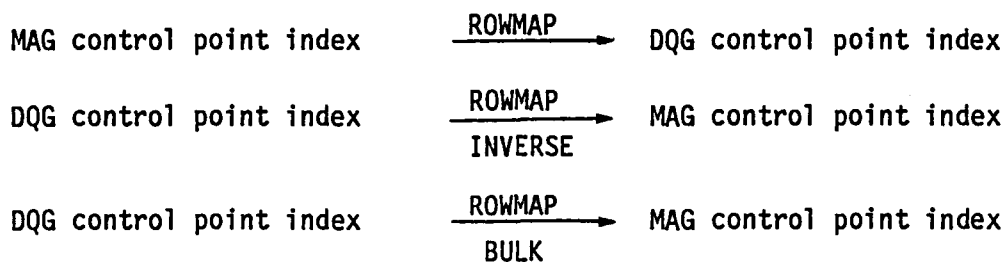 MAG control point index ROWMAP DQG control point index
DQG control point index ROWMAP MAG control point index
INVERSE
DQG control point index ROWMAP MAG control point index
BULK